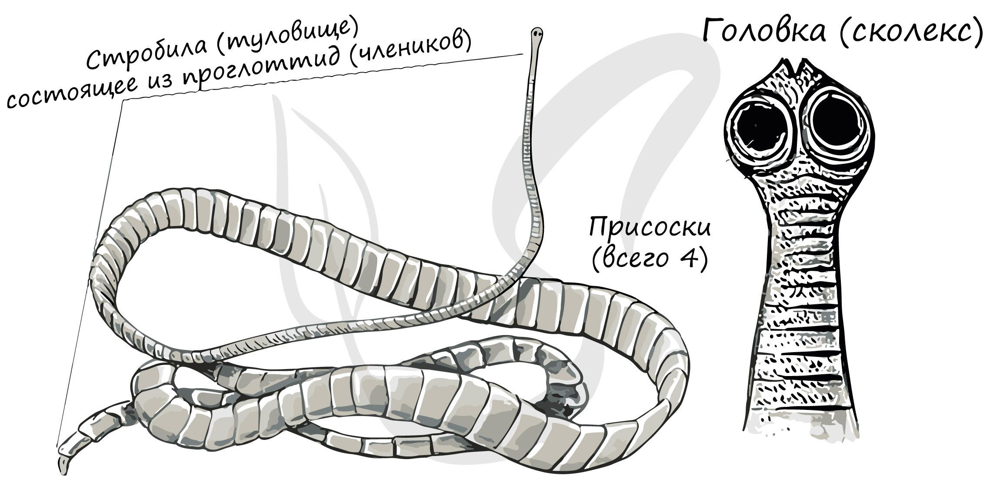 Стробила (туловище)
состоящее из проглоттид (члеников)
Головка (сколекс)
Присоски
(всего 4)